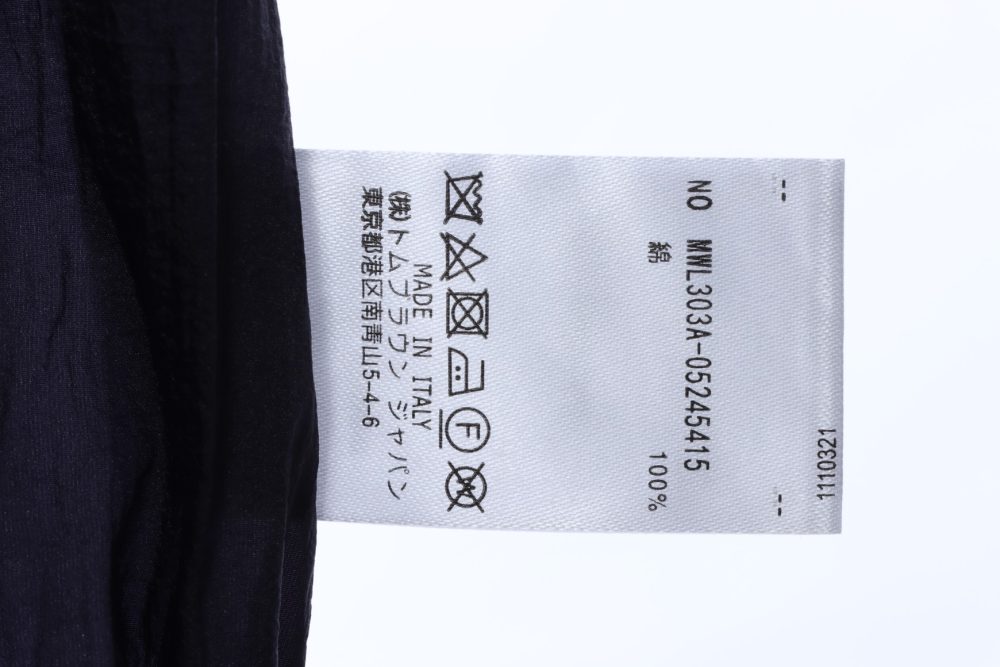 11103Z1
NO MWL303A-05245415
綿 100%
F
W
MADE IN ITALY
(株)トムブラウン ジャパン
東京都港区南青山5-4-6